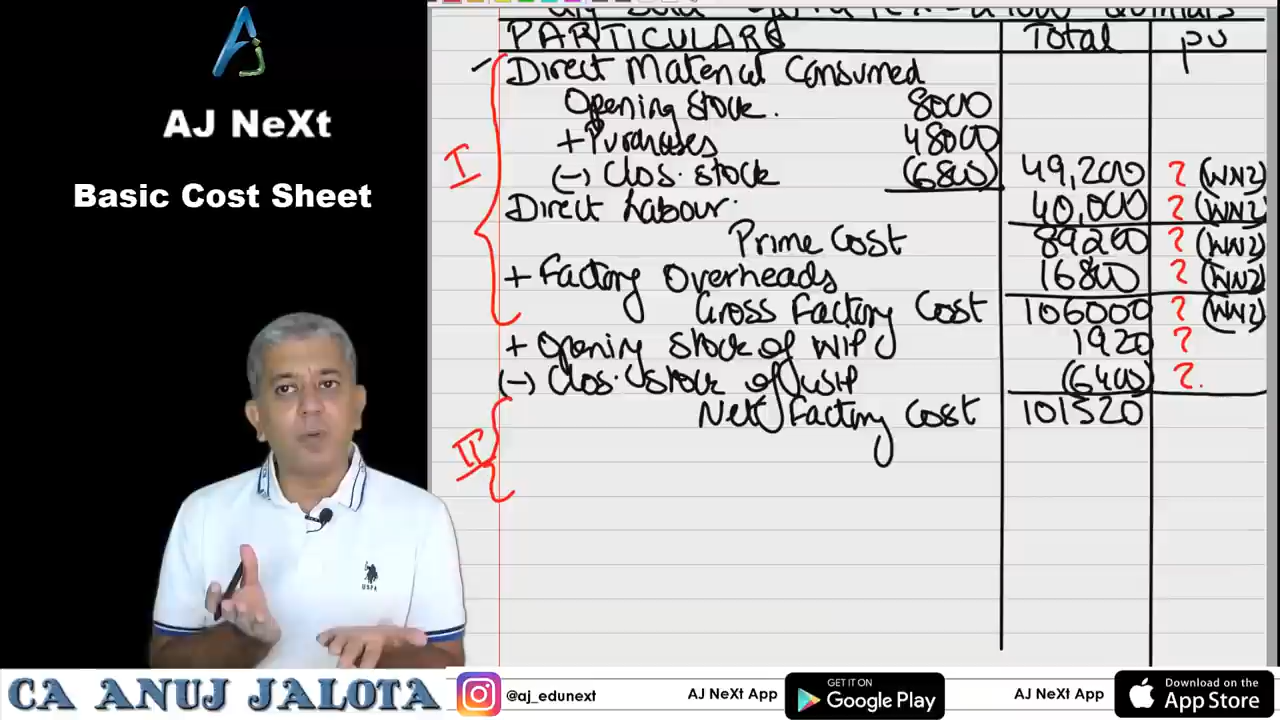 AJ NeXt
Basic Cost Sheet
PARTICULARS Total pu
Direct Material Consumed
Opening stock. 8000
+Purchases 48000
(-) Clos. stock (6800) 49,200 ? (WN2)
I
Direct Labour. 40,000 ? (WN2)
Prime Cost 89200 ? (WN2)
+ Factory Overheads 16800 ? (WN2)
Gross Factory Cost 106000 ? (WN2)
+ Opening stock of WIP 1920 ?
(-) Clos. stock of WIP (6400) ?.
Net Factory Cost 101520
II
CA ANUJ JALOTA
@aj_edunext
AJ NeXt App
GET IT ON
Google Play
AJ NeXt App
Download on the
App Store